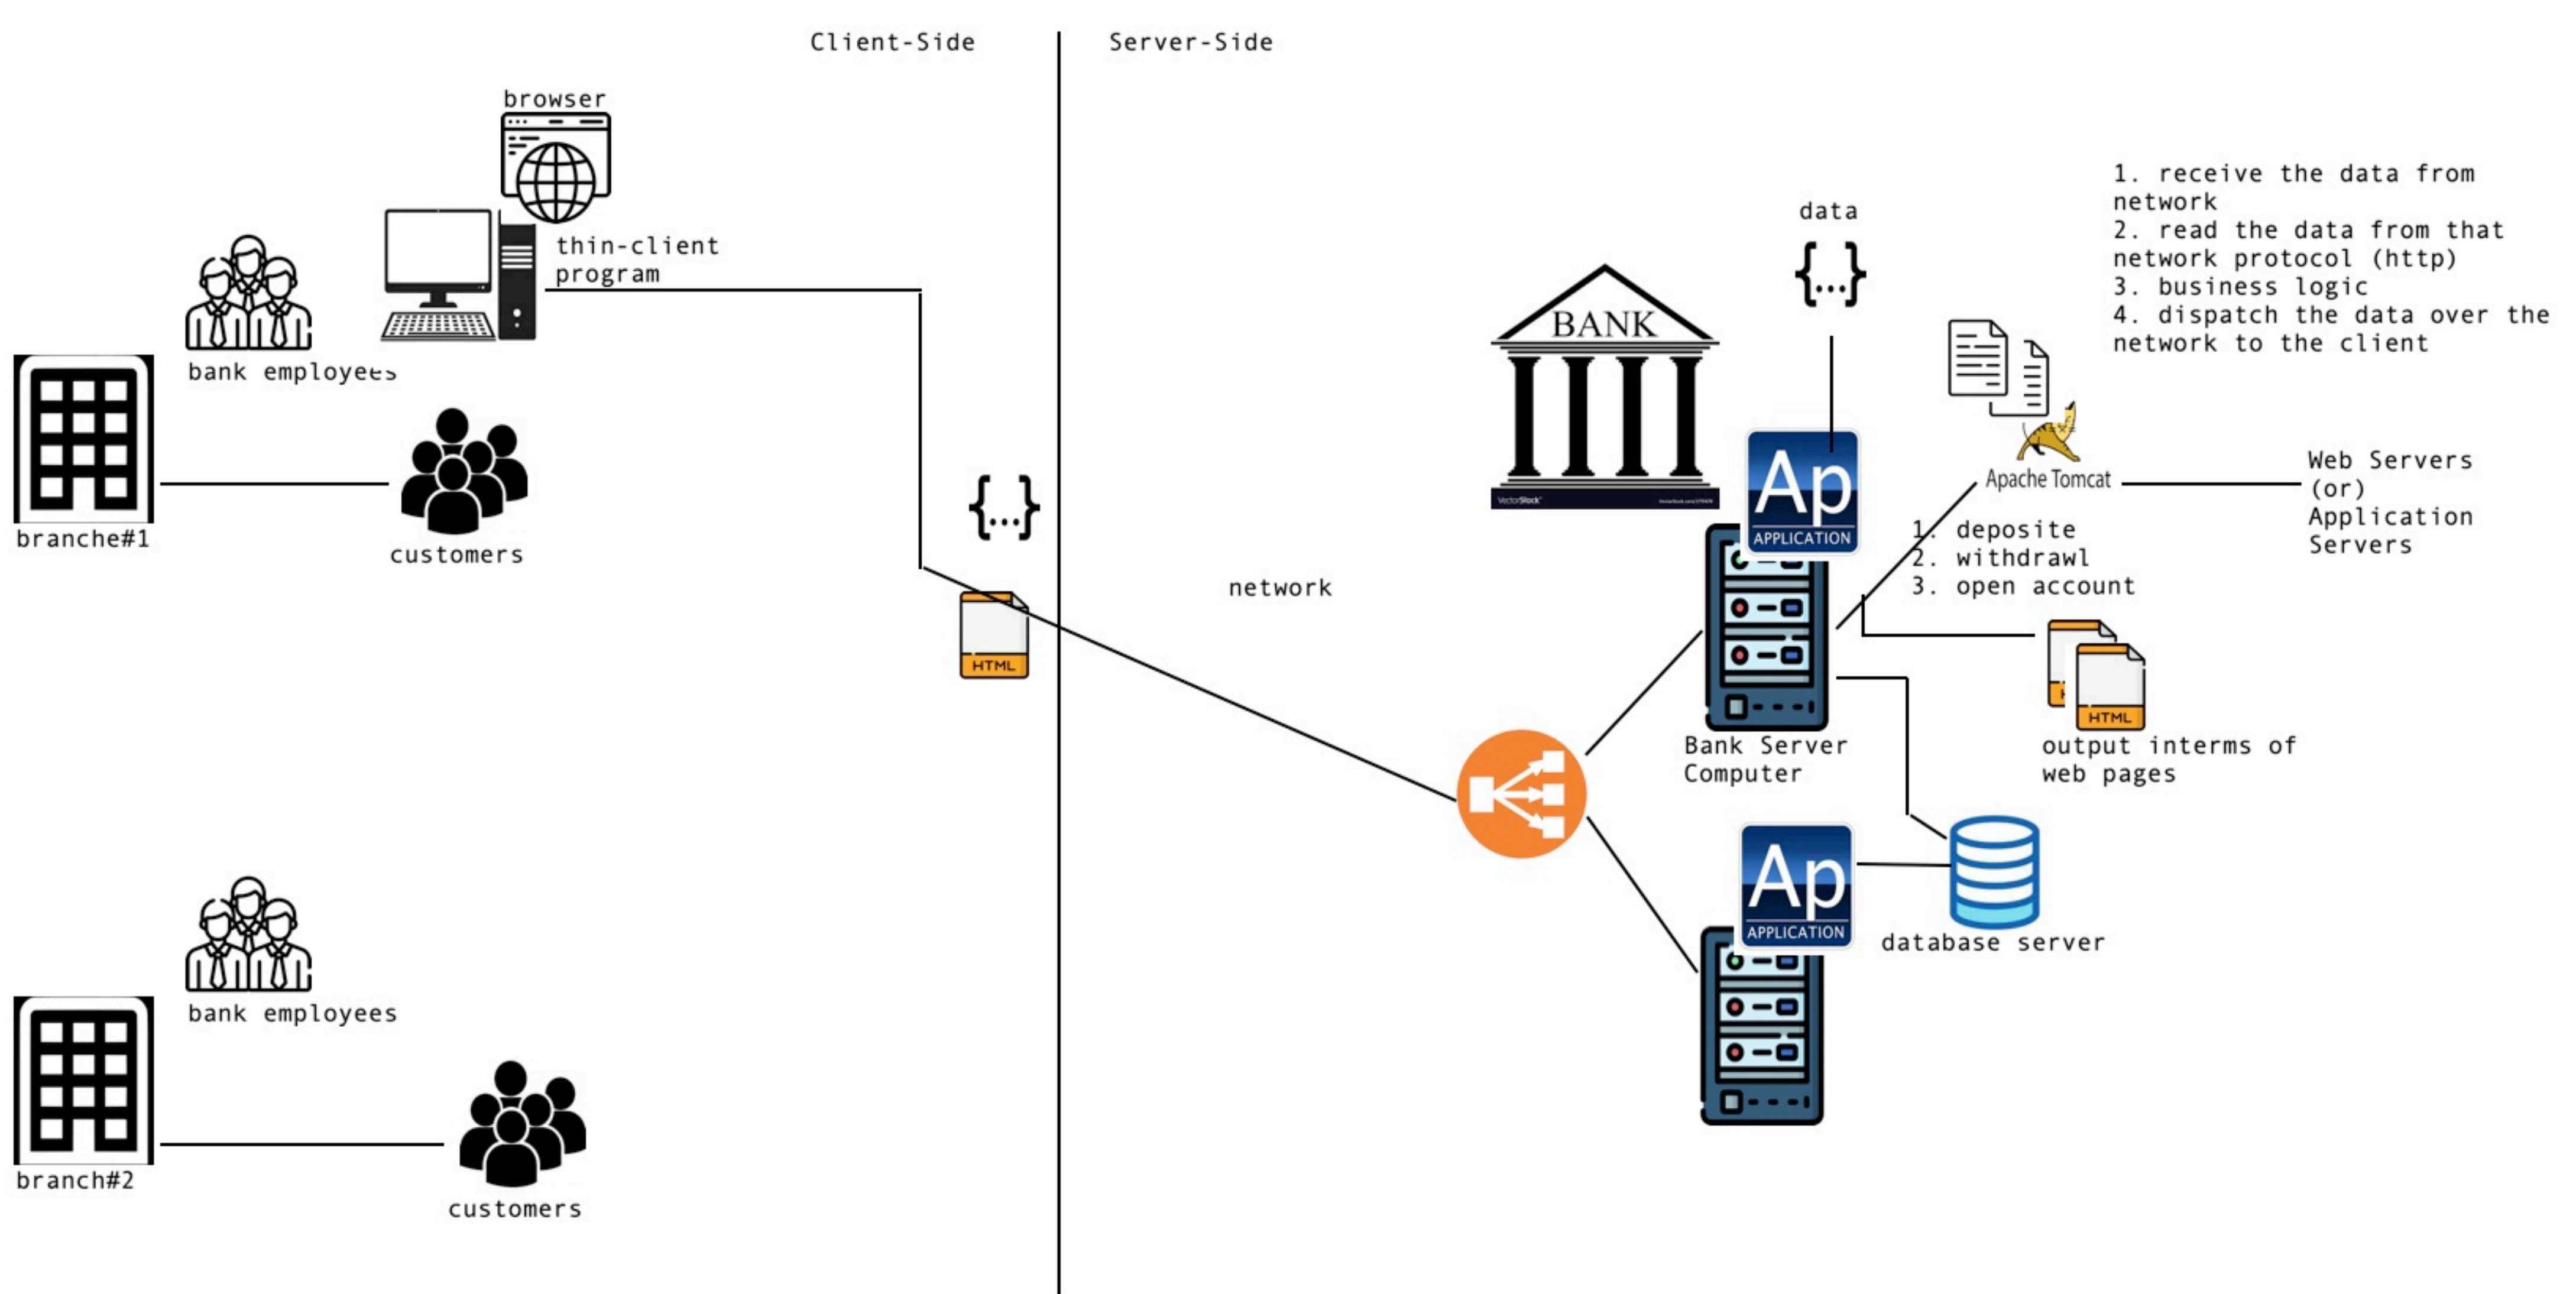 Client-Side
Server-Side
browser
thin-client
program
bank employees
branche#1
customers
{...}
HTML
network
bank employees
branch#2
customers
BANK
VectorStock
data
{...}
Ap
APPLICATION
Bank Server
Computer
Ap
APPLICATION
1. receive the data from
network
2. read the data from that
network protocol (http)
3. business logic
4. dispatch the data over the
network to the client
Apache Tomcat
Web Servers
(or)
Application
Servers
1. deposite
2. withdrawl
3. open account
HTML
output interms of
web pages
database server